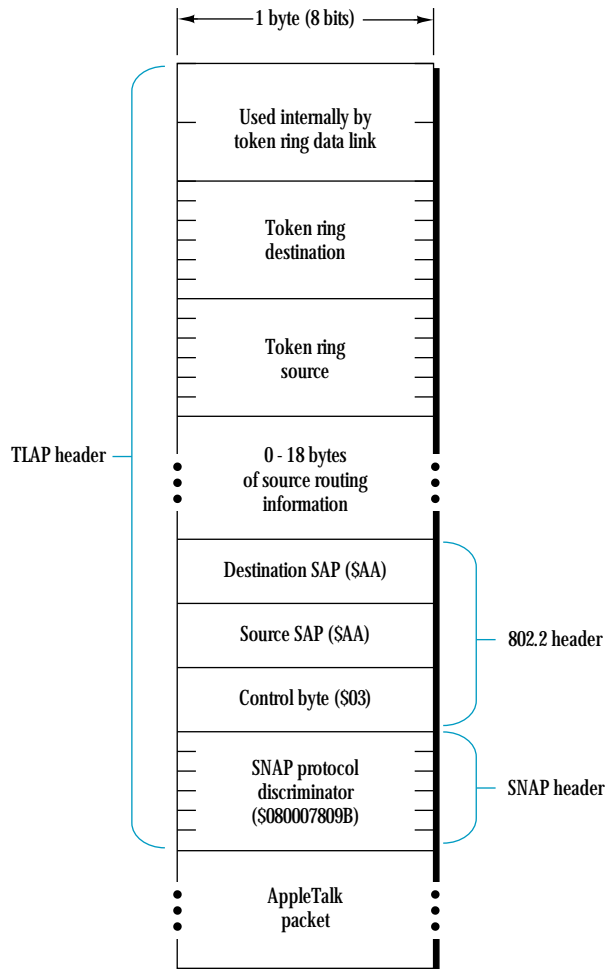 1 byte (8 bits)
Used internally by
token ring data link
Token ring
destination
Token ring
source
TLAP header
0 - 18 bytes
of source routing
information
Destination SAP ($AA)
Source SAP ($AA)
802.2 header
Control byte ($03)
SNAP protocol
discriminator
($080007809B)
SNAP header
AppleTalk
packet